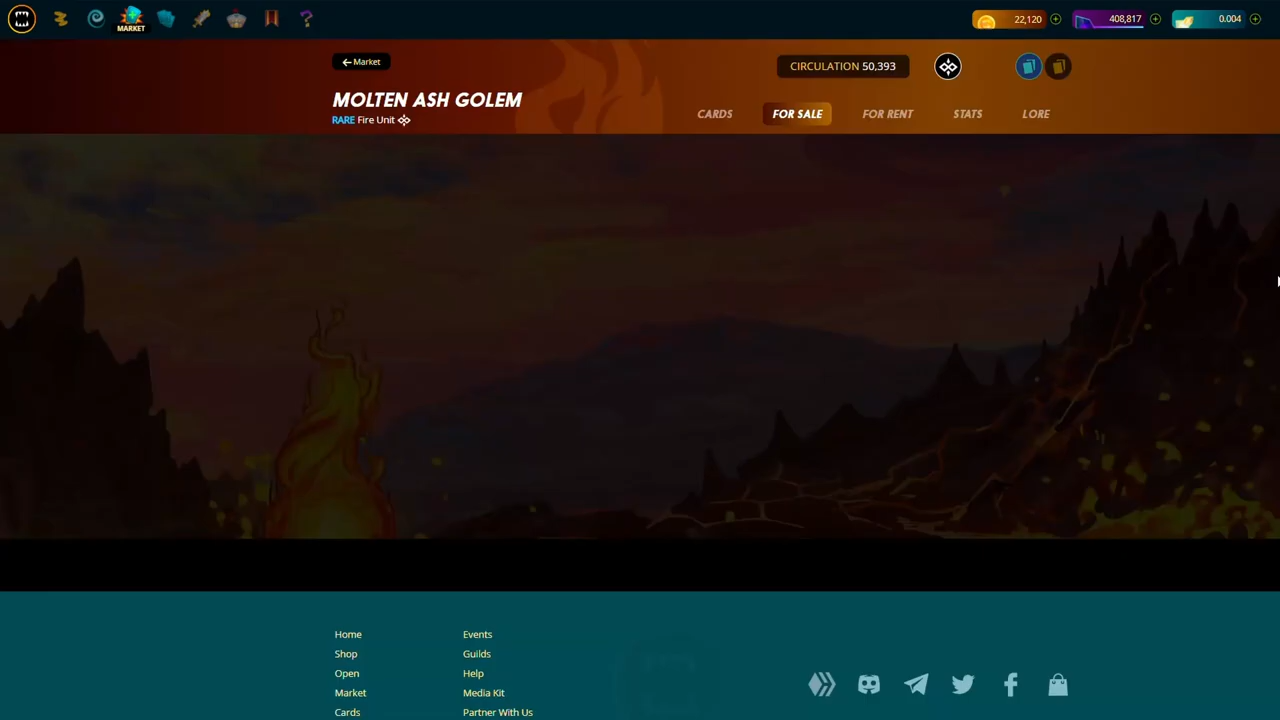 MARKET
22,120
408,817
0.004
Market
CIRCULATION 50,393
MOLTEN ASH GOLEM
RARE Fire Unit
CARDS
FOR SALE
FOR RENT
STATS
LORE
Home
Events
Shop
Guilds
Open
Help
Market
Media Kit
Cards
Partner With Us